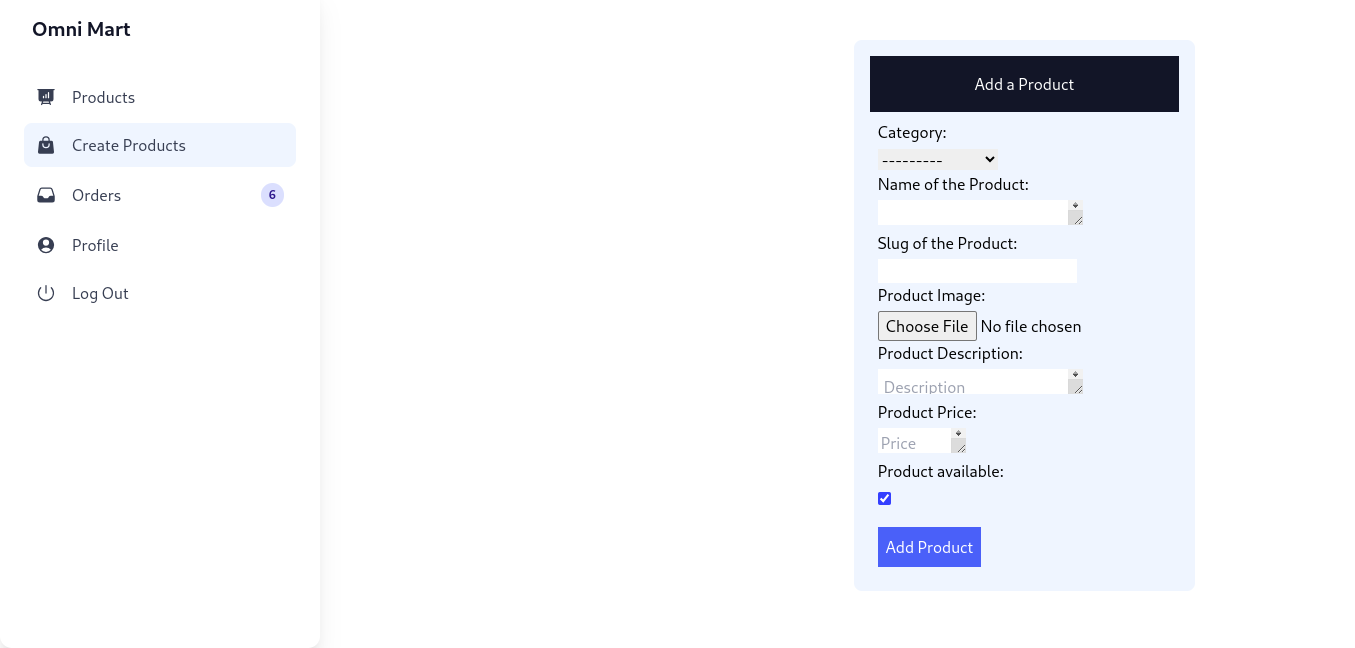 Omni Mart
Products
Create Products
Orders 6
Profile
Log Out
Add a Product
Category:
---------
Name of the Product:
Slug of the Product:
Product Image:
Choose File No file chosen
Product Description:
Description
Product Price:
Price
Product available:
Add Product